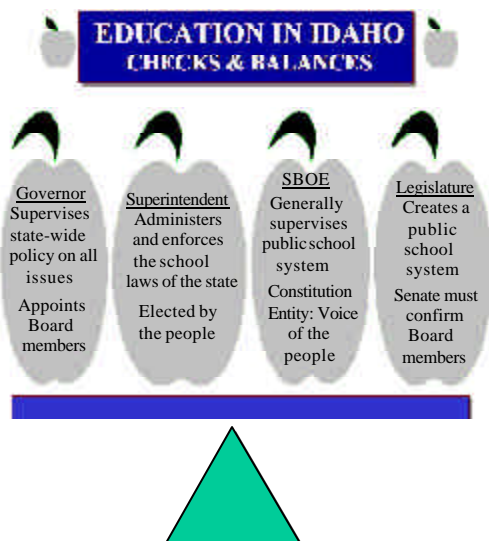 EDUCATION IN IDAHO
CHECKS & BALANCES
Governor
Supervises
state-wide
policy on all
issues
Appoints
Board
members
Superintendent
Administers
and enforces
the school
laws of the state
Elected by
the people
SBOE
Generally
supervises
public school
system
Constitution
Entity: Voice
of the
people
Legislature
Creates a
public
school
system
Senate must
confirm
Board
members